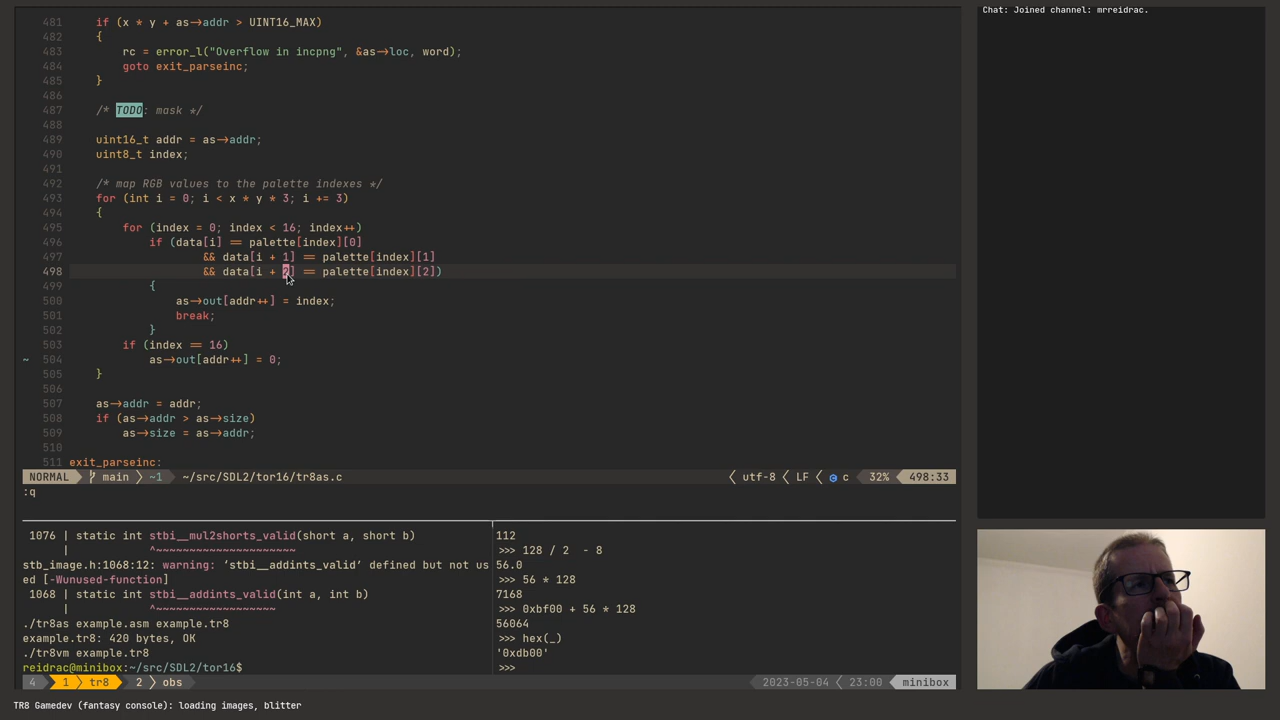 481 if (x * y + as->addr > UINT16_MAX)
482 {
483 rc = error_l("Overflow in incpng", &as->loc, word);
484 goto exit_parseinc;
485 }
486
487 /* TODO: mask */
488
489 uint16_t addr = as->addr;
490 uint8_t index;
491
492 /* map RGB values to the palette indexes */
493 for (int i = 0; i < x * y * 3; i += 3)
494 {
495 for (index = 0; index < 16; index++)
496 if (data[i] == palette[index][0]
497 && data[i + 1] == palette[index][1]
498 && data[i + 2] == palette[index][2])
499 {
500 as->out[addr++] = index;
501 break;
502 }
503 if (index == 16)
~ 504 as->out[addr++] = 0;
505 }
506
507 as->addr = addr;
508 if (as->addr > as->size)
509 as->size = as->addr;
510
511 exit_parseinc:
NORMAL main ~1 ~/src/SDL2/tor16/tr8as.c utf-8 LF c 32% 498:33
:q
1076 | static int stbi__mul2shorts_valid(short a, short b)
| ^~~~~~~~~~~~~~~~~~~~~~
stb_image.h:1068:12: warning: ‘stbi__addints_valid’ defined but not us
ed [-Wunused-function]
1068 | static int stbi__addints_valid(int a, int b)
| ^~~~~~~~~~~~~~~~~~~
./tr8as example.asm example.tr8
example.tr8: 420 bytes, OK
./tr8vm example.tr8
reidrac@minibox:~/src/SDL2/tor16$
112
>>> 128 / 2  - 8
56.0
>>> 56 * 128
7168
>>> 0xbf00 + 56 * 128
56064
>>> hex(_)
'0xdb00'
>>>
4 1 tr8 2 obs 2023-05-04 23:00 minibox
Chat: Joined channel: mrreidrac.
TR8 Gamedev (fantasy console): loading images, blitter